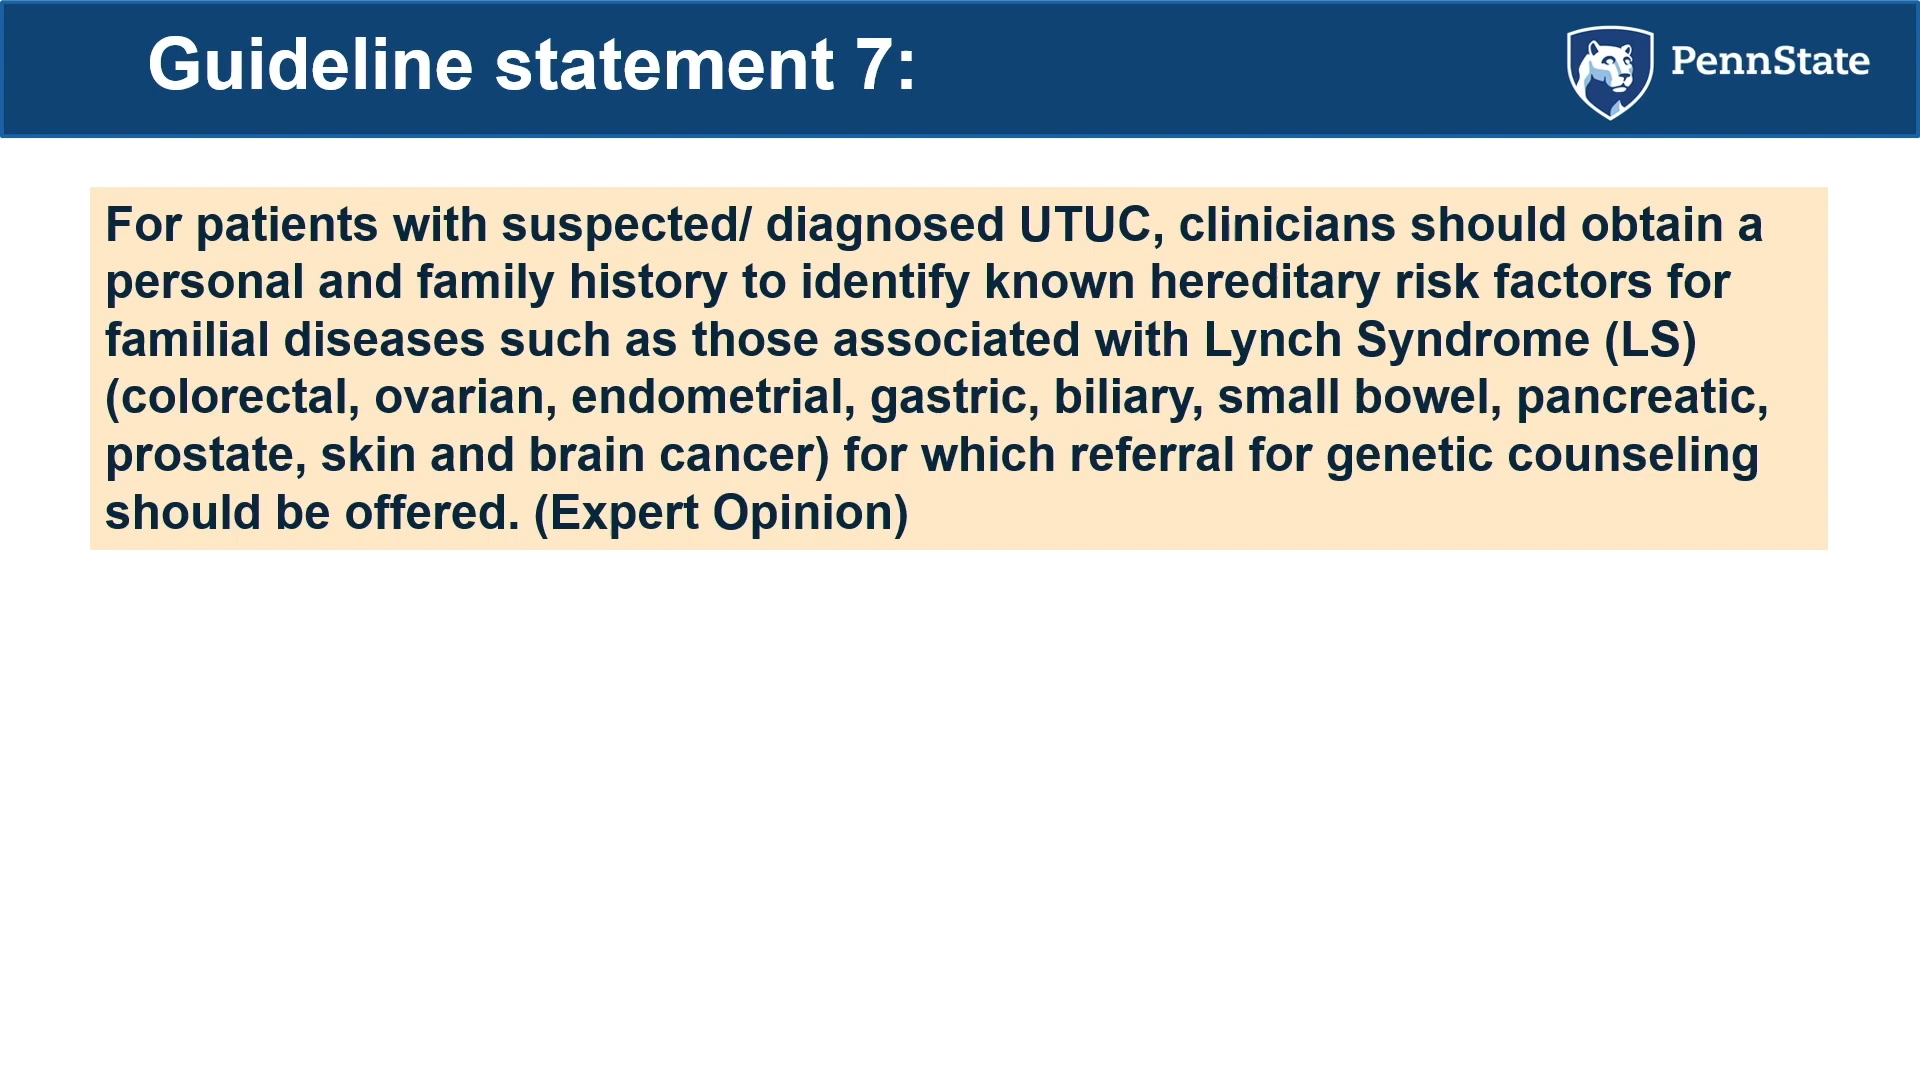 Guideline statement 7:
PennState
For patients with suspected/ diagnosed UTUC, clinicians should obtain a
personal and family history to identify known hereditary risk factors for
familial diseases such as those associated with Lynch Syndrome (LS)
(colorectal, ovarian, endometrial, gastric, biliary, small bowel, pancreatic,
prostate, skin and brain cancer) for which referral for genetic counseling
should be offered. (Expert Opinion)